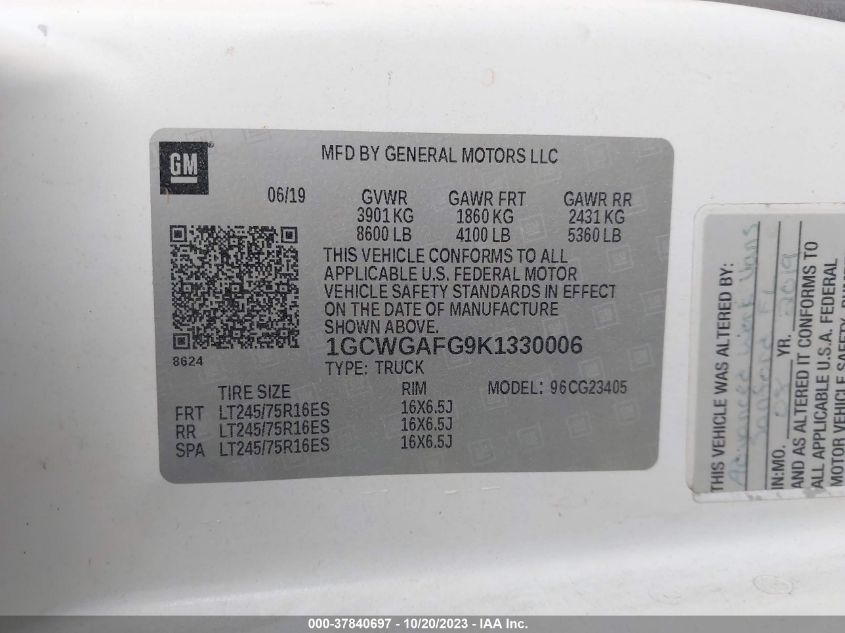 GM
MFD BY GENERAL MOTORS LLC
06/19 GVWR GAWR FRT GAWR RR
3901 KG 1860 KG 2431 KG
8600 LB 4100 LB 5360 LB
THIS VEHICLE CONFORMS TO ALL
APPLICABLE U.S. FEDERAL MOTOR
VEHICLE SAFETY STANDARDS IN EFFECT
ON THE DATE OF MANUFACTURE
SHOWN ABOVE.
8624
1GCWGAFG9K1330006
TYPE: TRUCK
TIRE SIZE RIM MODEL: 96CG23405
FRT LT245/75R16ES 16X6.5J
RR LT245/75R16ES 16X6.5J
SPA LT245/75R16ES 16X6.5J
THIS VEHICLE WAS ALTERED BY:
Work Vans
Sanford FL
IN:MO. 08 YR. 2019
AND AS ALTERED IT CONFORMS TO
ALL APPLICABLE U.S.A. FEDERAL
MOTOR VEHICLE SAFETY
000-37840697 - 10/20/2023 - IAA Inc.